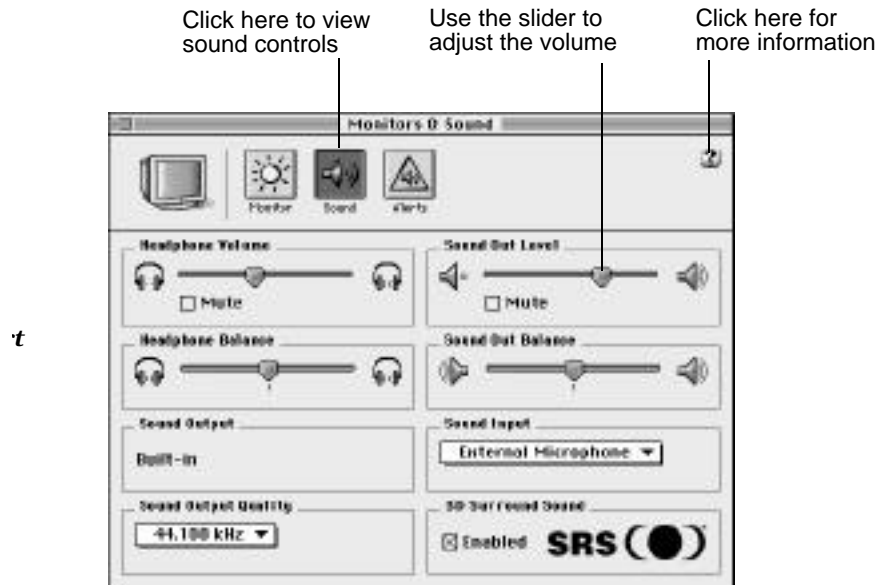 Click here to view
sound controls
Use the slider to
adjust the volume
Click here for
more information
Monitors & Sound
Monitor
Sound
Alerts
Headphone Volume
Sound Out Level
Mute
Mute
rt
Headphone Balance
Sound Out Balance
Sound Output
Sound Input
Built-in
External Microphone
Sound Output Quality
3D Surround Sound
44.100 kHz
Enabled
SRS